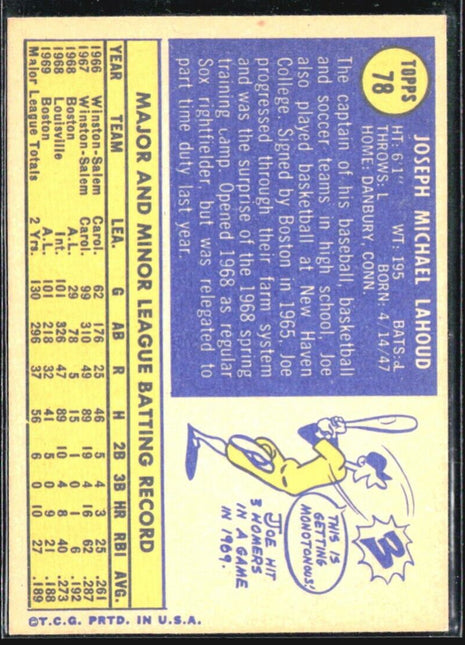 TOPPS
78
JOSEPH MICHAEL LAHOUD
HT: 6'1" WT: 195 BATS: L
THROWS: L BORN: 4/14/47
HOME: DANBURY, CONN.
The captain of his baseball, basketball
and soccer teams in high school, Joe
also played basketball at New Haven
College. Signed by Boston in 1965, Joe
progressed through their farm system
and was the surprise of the 1968 spring
training camp. Opened 1968 as regular
Sox rightfielder, but was relegated to
part time duty last year.
3
THIS IS
GETTING
MONOTONOUS!
JOE HIT
3 HOMERS
IN A GAME
IN 1969.
MAJOR AND MINOR LEAGUE BATTING RECORD
YEAR TEAM LEA. G AB R H 2B 3B HR RBI AVG.
1966 Winston-Salem Carol. 62 176 25 46 5 4 3 25 .261
1967 Winston-Salem Carol. 99 310 49 89 19 4 16 62 .287
1968 Boston A.L. 29 78 5 15 1 0 1 6 .192
1968 Louisville Int. 101 326 47 89 10 4 8 40 .273
1969 Boston A.L. 101 218 32 41 5 0 9 21 .188
Major League Totals 2 Yrs. 130 296 37 56 6 0 10 27 .189
©T.C.G. PRTD. IN U.S.A.